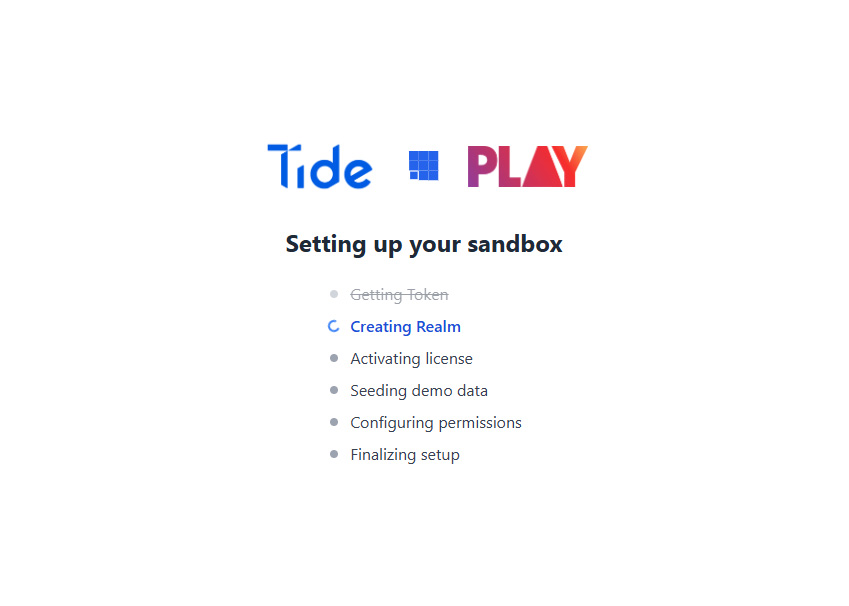 Tide PLAY
Setting up your sandbox
Getting Token
Creating Realm
Activating license
Seeding demo data
Configuring permissions
Finalizing setup